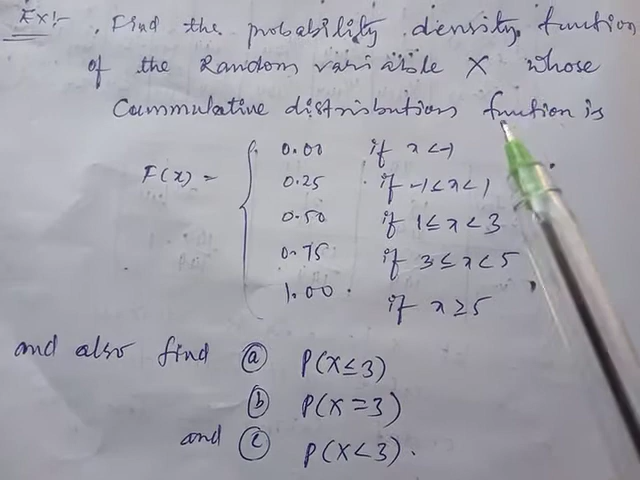 Ex:- . Find the probability density function
of the Random variable X whose
Cummulative distribution function is
F(x) = { 0.00 if x < -1
0.25 if -1 ≤ x < 1
0.50 if 1 ≤ x < 3
0.75 if 3 ≤ x < 5
1.00 if x ≥ 5
and also find (a) P(X ≤ 3)
(b) P(X = 3)
and (c) P(X < 3).